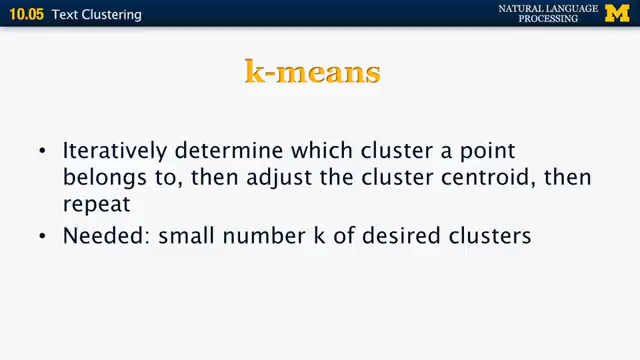 10.05 Text Clustering
NATURAL LANGUAGE
PROCESSING
M
k-means
• Iteratively determine which cluster a point
belongs to, then adjust the cluster centroid, then
repeat
• Needed: small number k of desired clusters